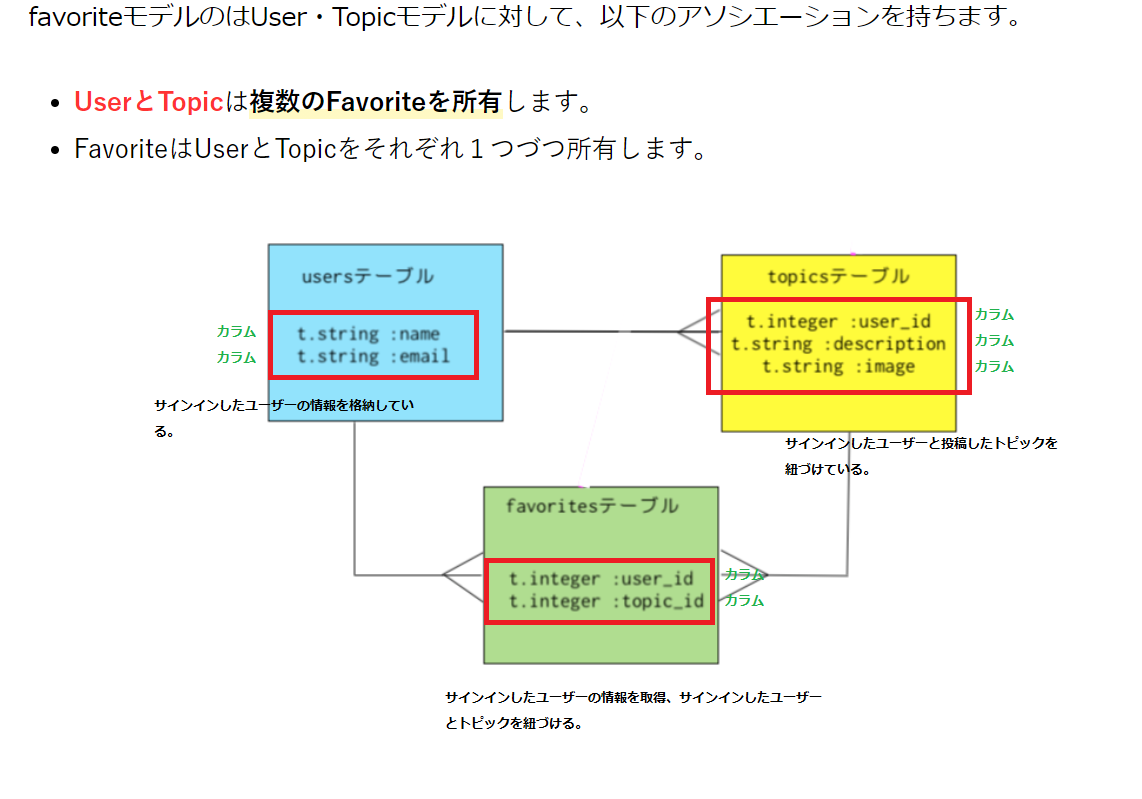 favoriteモデルのはUser・Topicモデルに対して、以下のアソシエーションを持ちます。
• UserとTopicは複数のFavoriteを所有します。
• FavoriteはUserとTopicをそれぞれ１つづつ所有します。
usersテーブル
カラム t.string :name
カラム t.string :email
サインインしたユーザーの情報を格納してい
る。
topicsテーブル
t.integer :user_id カラム
t.string :description カラム
t.string :image カラム
サインインしたユーザーと投稿したトピックを
紐づけている。
favoritesテーブル
t.integer :user_id カラム
t.integer :topic_id カラム
サインインしたユーザーの情報を取得、サインインしたユーザー
とトピックを紐づける。